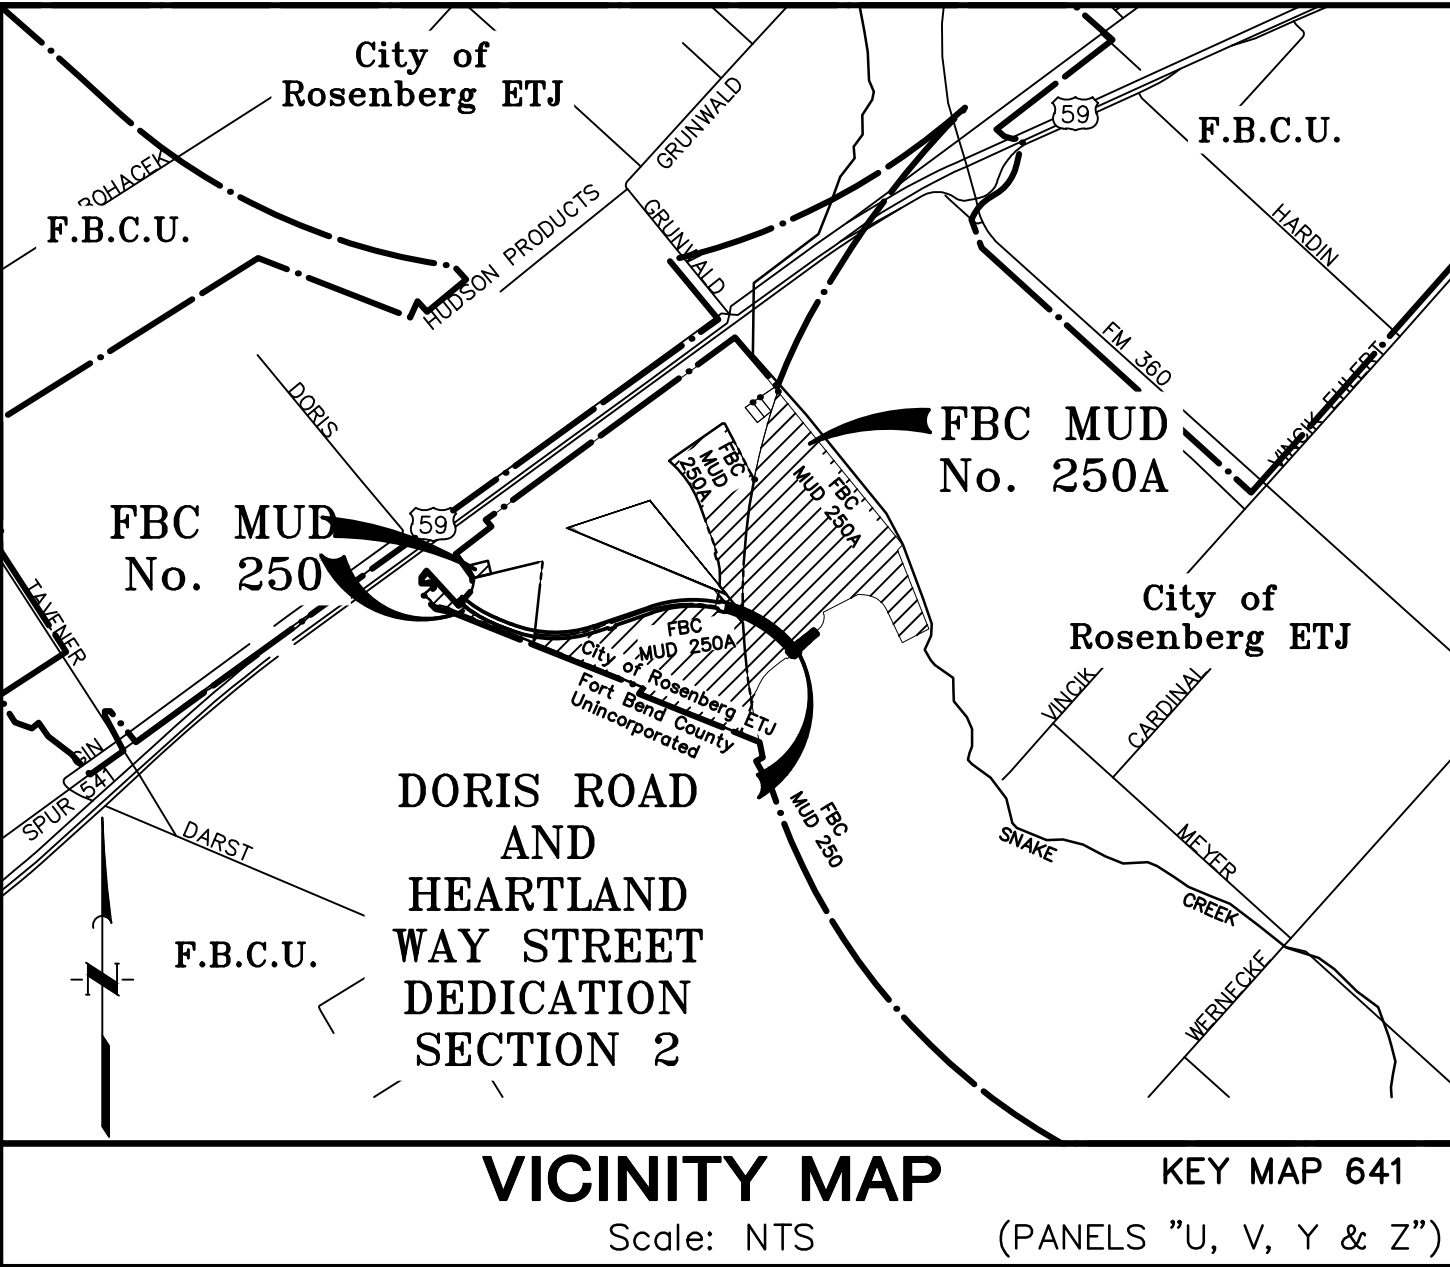 City of
Rosenberg ETJ
59
F.B.C.U.
GRUNWALD
BOHACEK
F.B.C.U.
HUDSON PRODUCTS
GRUNWALD
HARDIN
FM 360
VINCIK EHLERT
DORIS
FBC MUD
No. 250A
FBC
MUD
250A
FBC
MUD 250A
FBC MUD
No. 250
59
City of
Rosenberg ETJ
TAVENER
FBC
MUD 250A
City of Rosenberg ETJ
Fort Bend County
Unincorporated
VINCIK
CARDINAL
GIN
SPUR 541
DARST
FBC
MUD 250
DORIS ROAD
AND
HEARTLAND
WAY STREET
DEDICATION
SECTION 2
SNAKE
CREEK
MEYER
WERNECKE
F.B.C.U.
N
VICINITY MAP
Scale: NTS
KEY MAP 641
(PANELS "U, V, Y & Z")